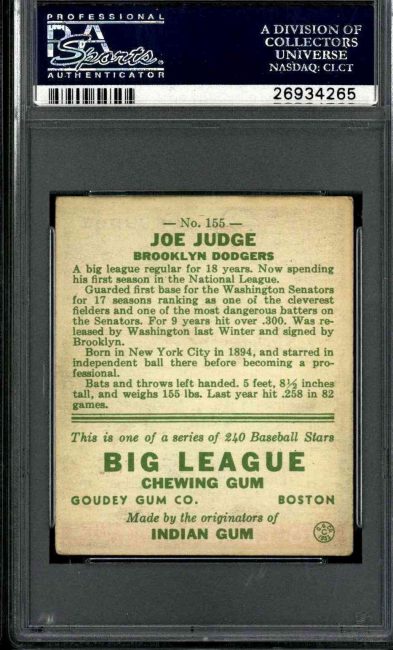 PROFESSIONAL
PSA
Sports
AUTHENTICATOR
A DIVISION OF
COLLECTORS
UNIVERSE
NASDAQ: CLCT
26934265
— No. 155 —
JOE JUDGE
BROOKLYN DODGERS
A big league regular for 18 years. Now spending
his first season in the National League.
Guarded first base for the Washington Senators
for 17 seasons ranking as one of the cleverest
fielders and one of the most dangerous batters on
the Senators. For 9 years hit over .300. Was re-
leased by Washington last Winter and signed by
Brooklyn.
Born in New York City in 1894, and starred in
independent ball there before becoming a pro-
fessional.
Bats and throws left handed. 5 feet, 8½ inches
tall, and weighs 155 lbs. Last year hit .258 in 82
games.
This is one of a series of 240 Baseball Stars
BIG LEAGUE
CHEWING GUM
GOUDEY GUM CO. BOSTON
Made by the originators of
INDIAN GUM